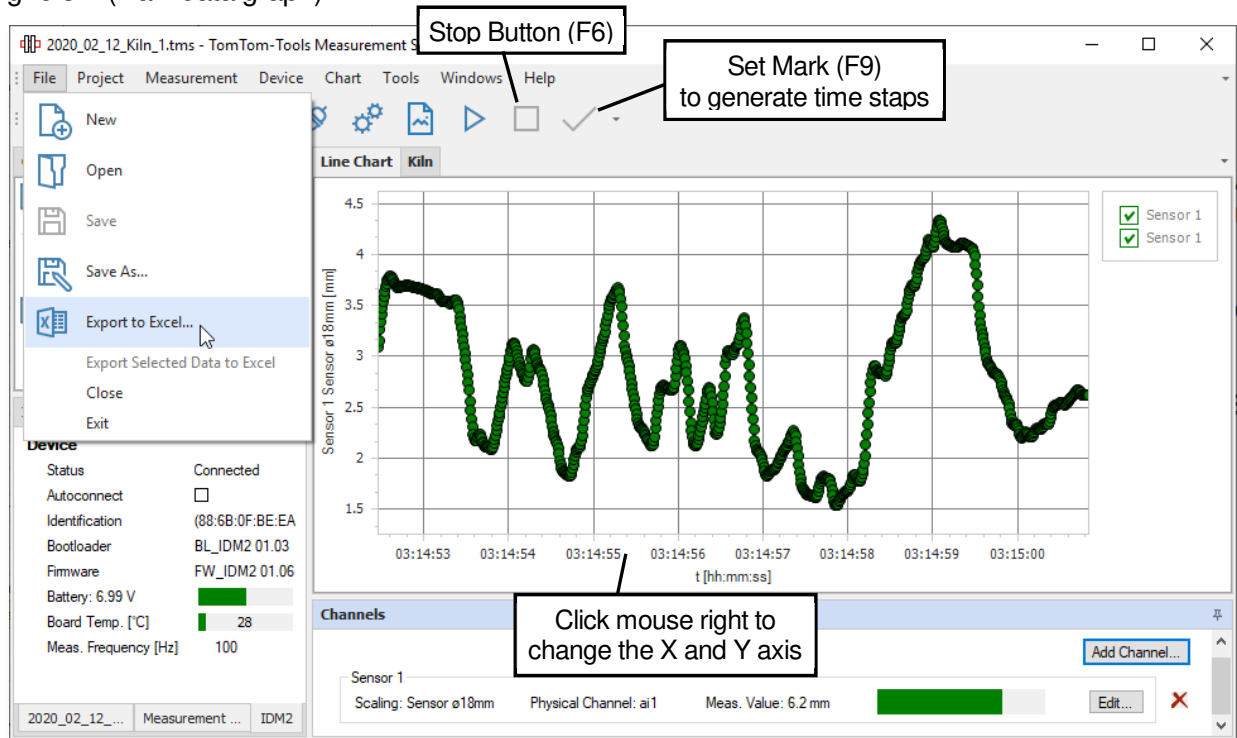 2020_02_12_Kiln_1.tms - TomTom-Tools Measurement S
Stop Button (F6)
Set Mark (F9)
to generate time staps
File Project Measurement Device Chart Tools Windows Help
New
Open
Save
Save As...
Export to Excel...
Export Selected Data to Excel
Close
Exit
Line Chart Kiln
Sensor 1
Sensor 1
4.5
4
3.5
3
2.5
2
1.5
Sensor 1 Sensor ø18mm [mm]
03:14:53 03:14:54 03:14:55 03:14:56 03:14:57 03:14:58 03:14:59 03:15:00
t [hh:mm:ss]
Click mouse right to
change the X and Y axis
Device
Status Connected
Autoconnect
Identification (88:6B:0F:BE:EA
Bootloader BL_IDM2 01.03
Firmware FW_IDM2 01.06
Battery: 6.99 V
Board Temp. [°C] 28
Meas. Frequency [Hz] 100
2020_02_12_... Measurement ... IDM2
Channels
Add Channel...
Sensor 1
Scaling: Sensor ø18mm Physical Channel: ai1 Meas. Value: 6.2 mm Edit...